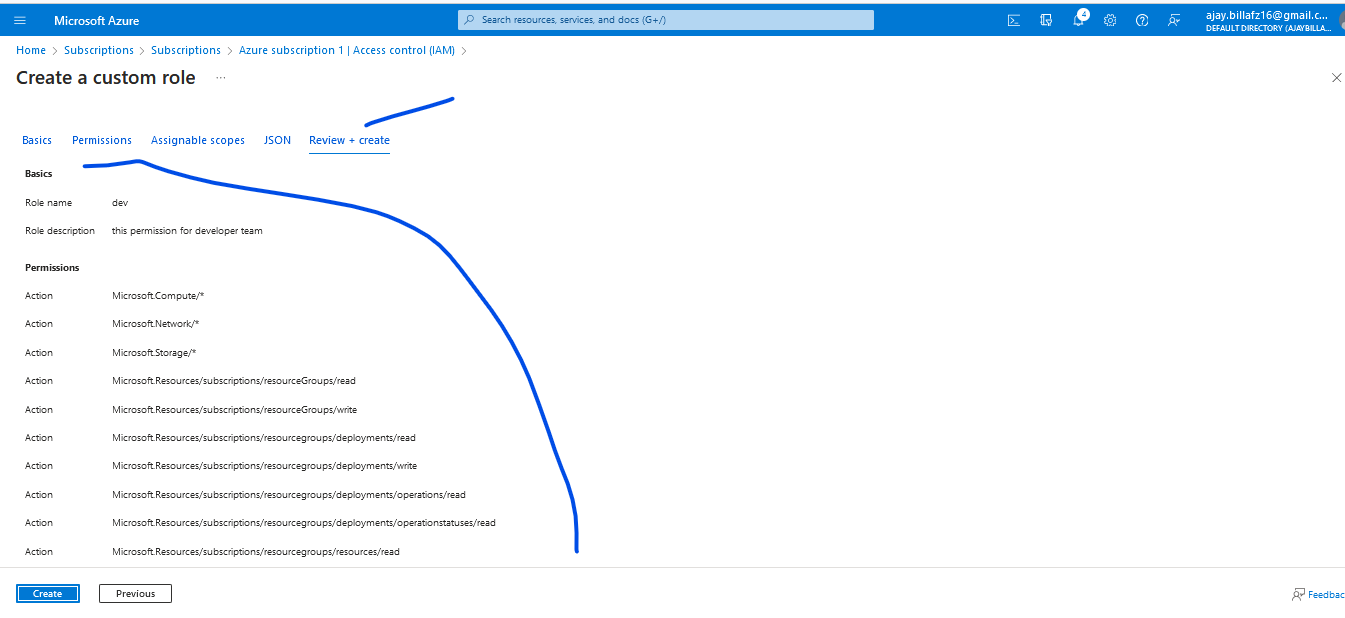 Microsoft Azure
Search resources, services, and docs (G+/)
4
ajay.billafz16@gmail.c...
DEFAULT DIRECTORY (AJAYBILLA...
Home > Subscriptions > Subscriptions > Azure subscription 1 | Access control (IAM) >
Create a custom role ...
Basics Permissions Assignable scopes JSON Review + create
Basics
Role name dev
Role description this permission for developer team
Permissions
Action Microsoft.Compute/*
Action Microsoft.Network/*
Action Microsoft.Storage/*
Action Microsoft.Resources/subscriptions/resourceGroups/read
Action Microsoft.Resources/subscriptions/resourceGroups/write
Action Microsoft.Resources/subscriptions/resourcegroups/deployments/read
Action Microsoft.Resources/subscriptions/resourcegroups/deployments/write
Action Microsoft.Resources/subscriptions/resourcegroups/deployments/operations/read
Action Microsoft.Resources/subscriptions/resourcegroups/deployments/operationstatuses/read
Action Microsoft.Resources/subscriptions/resourcegroups/resources/read
Create Previous
Feedbac